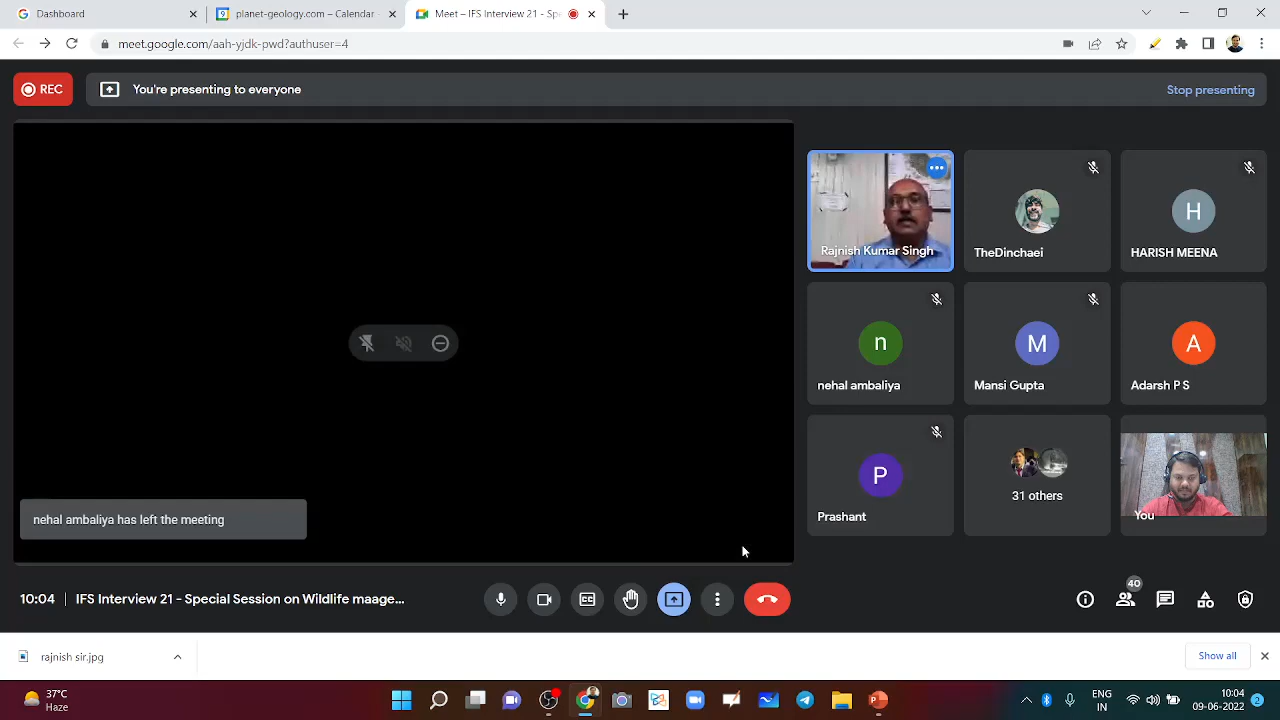 Dashboard
planet-geology.com – Calendar -
Meet – IFS Interview 21 - Sp
meet.google.com/aah-yjdk-pwd?authuser=4
REC
You're presenting to everyone
Stop presenting
Rajnish Kumar Singh
TheDinchaei
H
HARISH MEENA
n
nehal ambaliya
M
Mansi Gupta
A
Adarsh P S
P
Prashant
31 others
You
nehal ambaliya has left the meeting
10:04
IFS Interview 21 - Special Session on Wildlife maage...
40
rajnish sir.jpg
Show all
37°C
Haze
ENG
IN
10:04
09-06-2022
2